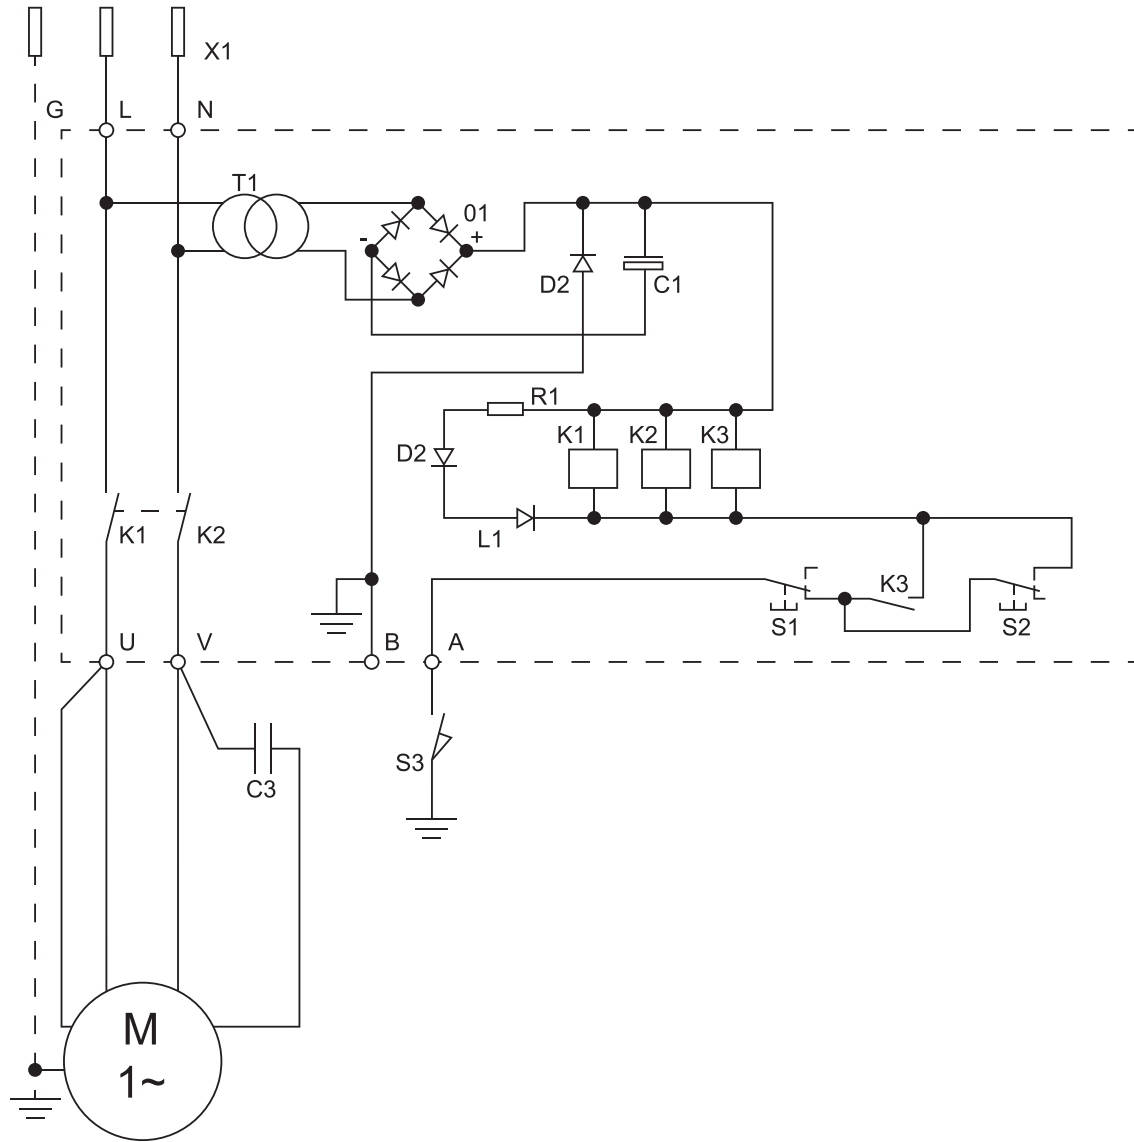 X1
G L N
T1
01
- +
D2 C1
R1
K1 K2 K3
D2
K1 K2
L1
K3
S1 S2
U V B A
S3
C3
M
1~